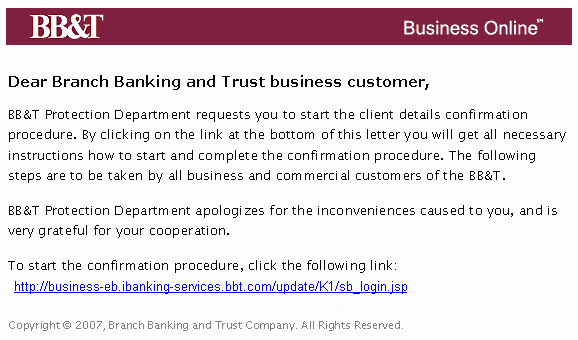 BB&T Business Online℠
Dear Branch Banking and Trust business customer,
BB&T Protection Department requests you to start the client details confirmation
procedure. By clicking on the link at the bottom of this letter you will get all necessary
instructions how to start and complete the confirmation procedure. The following
steps are to be taken by all business and commercial customers of the BB&T.
BB&T Protection Department apologizes for the inconveniences caused to you, and is
very grateful for your cooperation.
To start the confirmation procedure, click the following link:
http://business-eb.ibanking-services.bbt.com/update/K1/sb_login.jsp
Copyright © 2007, Branch Banking and Trust Company. All Rights Reserved.